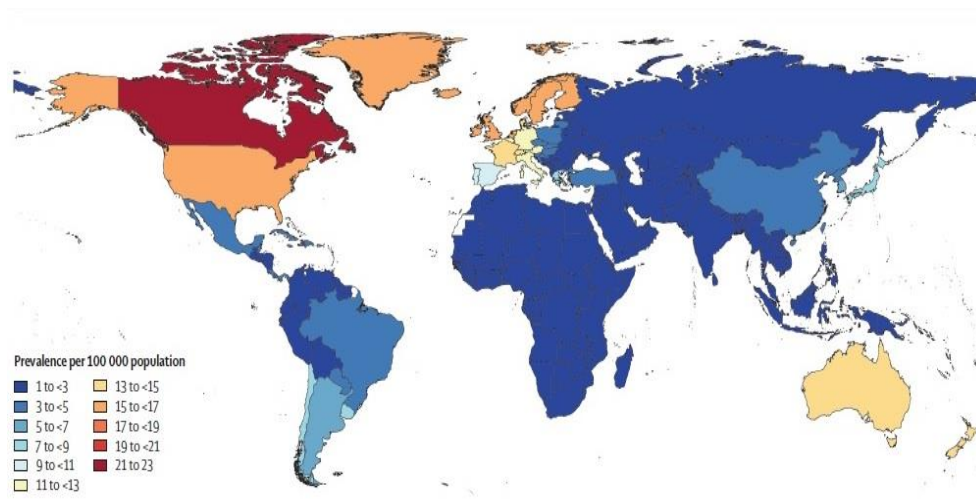 Prevalence per 100 000 population
1 to <3
3 to <5
5 to <7
7 to <9
9 to <11
11 to <13
13 to <15
15 to <17
17 to <19
19 to <21
21 to 23